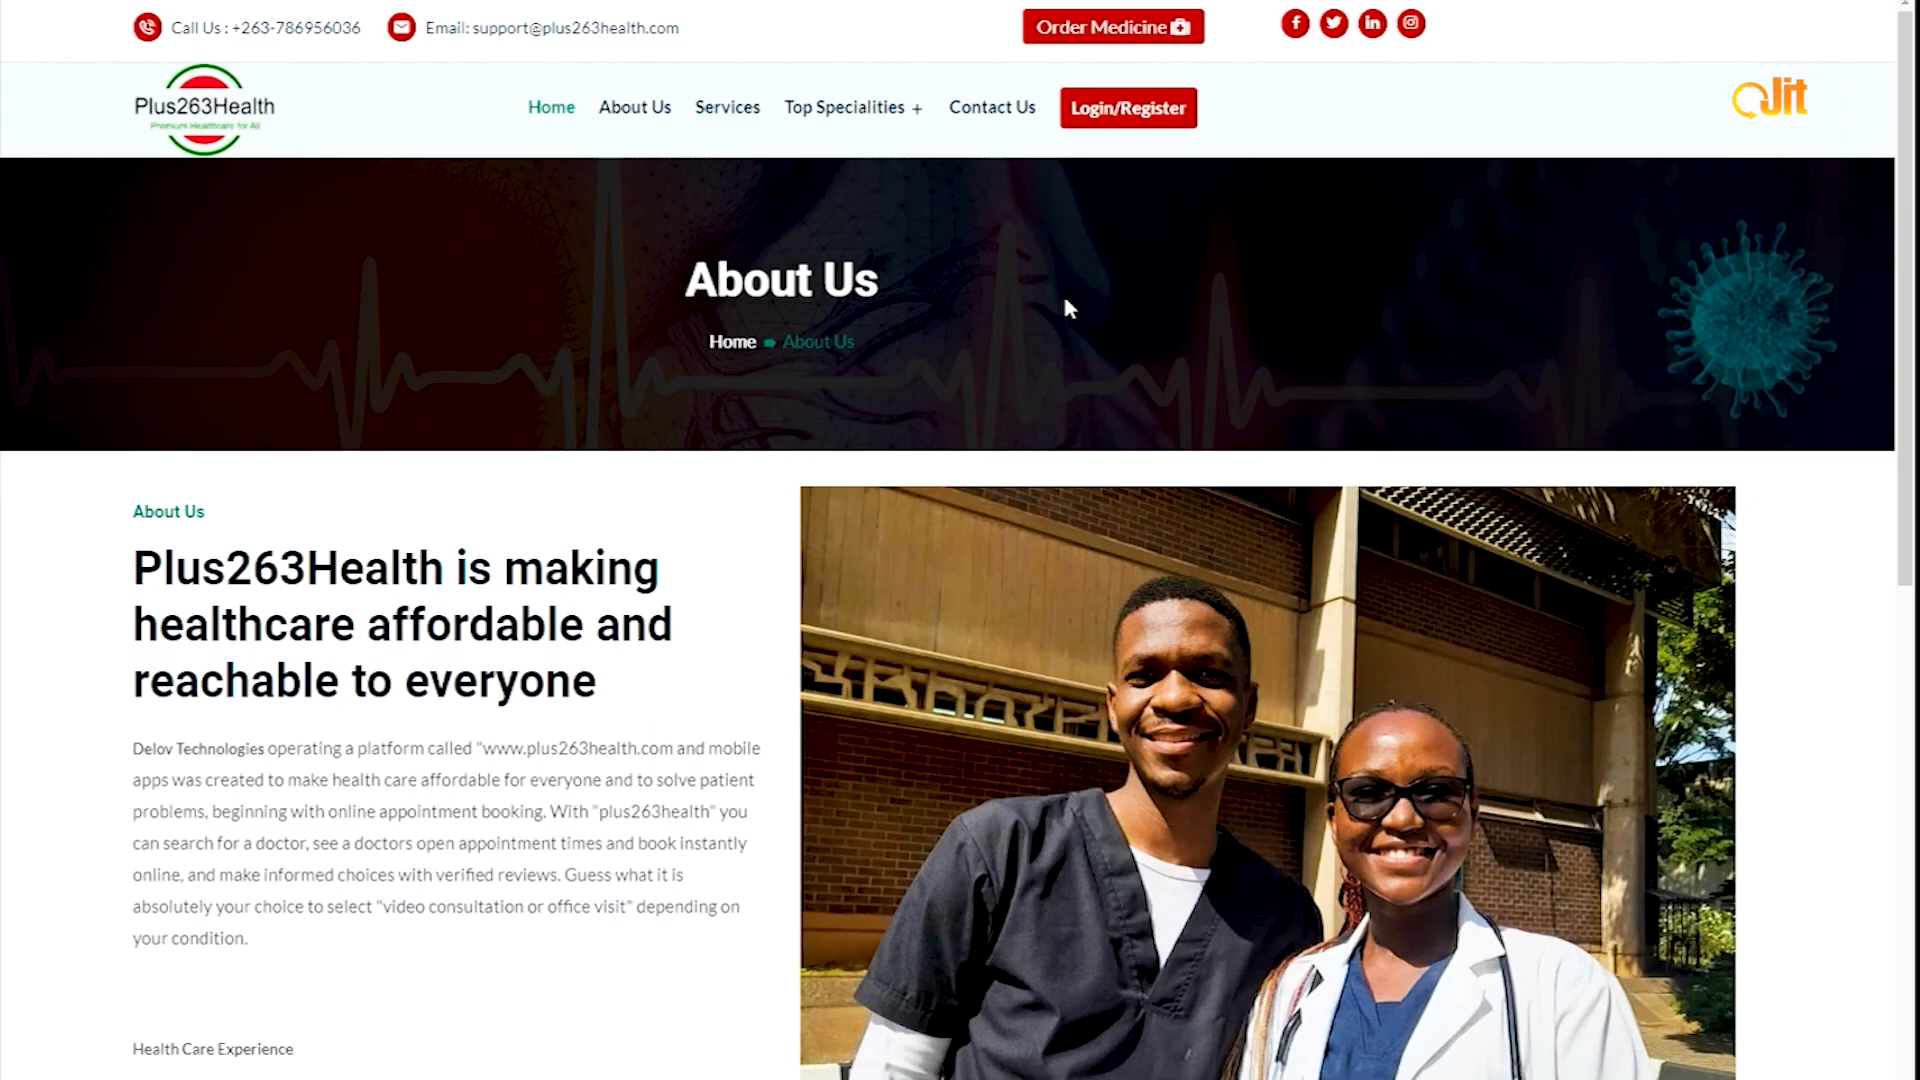 Call Us : +263-786956036
Email: support@plus263health.com
Order Medicine
Plus263Health
Premium Healthcare for All
Home
About Us
Services
Top Specialities +
Contact Us
Login/Register
Jit
About Us
Home
About Us
About Us
Plus263Health is making
healthcare affordable and
reachable to everyone
Delov Technologies operating a platform called "www.plus263health.com and mobile
apps was created to make health care affordable for everyone and to solve patient
problems, beginning with online appointment booking. With "plus263health" you
can search for a doctor, see a doctors open appointment times and book instantly
online, and make informed choices with verified reviews. Guess what it is
absolutely your choice to select "video consultation or office visit" depending on
your condition.
Health Care Experience